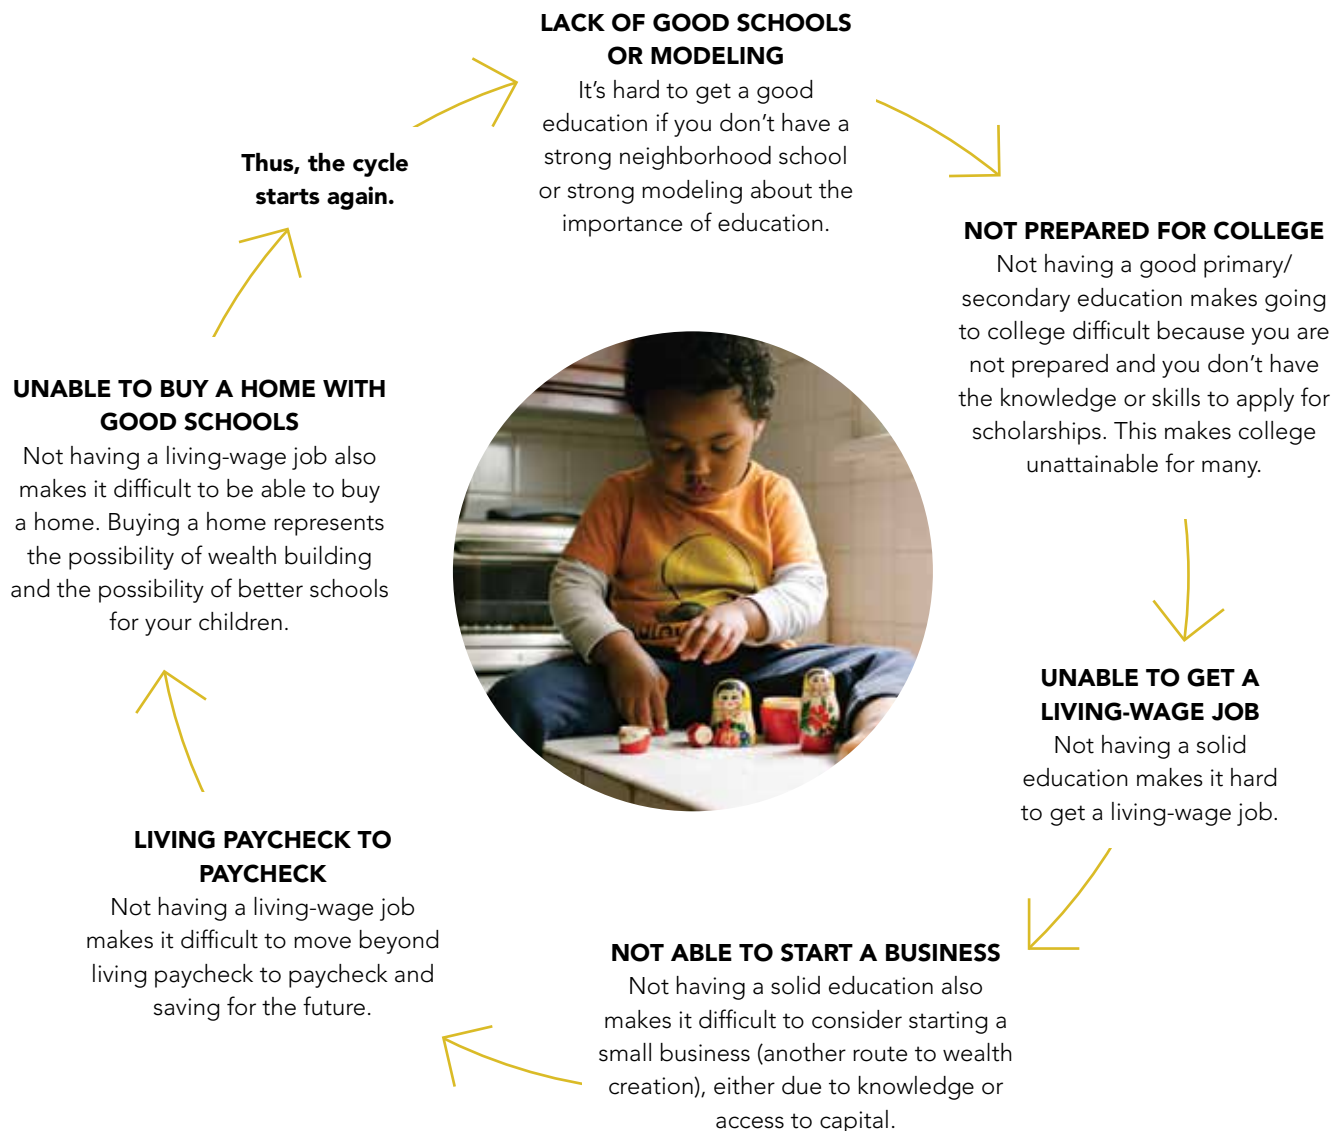 LACK OF GOOD SCHOOLS
OR MODELING
It’s hard to get a good
education if you don’t have a
strong neighborhood school
or strong modeling about the
importance of education.
NOT PREPARED FOR COLLEGE
Not having a good primary/
secondary education makes going
to college difficult because you are
not prepared and you don’t have
the knowledge or skills to apply for
scholarships. This makes college
unattainable for many.
UNABLE TO GET A
LIVING-WAGE JOB
Not having a solid
education makes it hard
to get a living-wage job.
NOT ABLE TO START A BUSINESS
Not having a solid education also
makes it difficult to consider starting a
small business (another route to wealth
creation), either due to knowledge or
access to capital.
LIVING PAYCHECK TO
PAYCHECK
Not having a living-wage job
makes it difficult to move beyond
living paycheck to paycheck and
saving for the future.
UNABLE TO BUY A HOME WITH
GOOD SCHOOLS
Not having a living-wage job also
makes it difficult to be able to buy
a home. Buying a home represents
the possibility of wealth building
and the possibility of better schools
for your children.
Thus, the cycle
starts again.